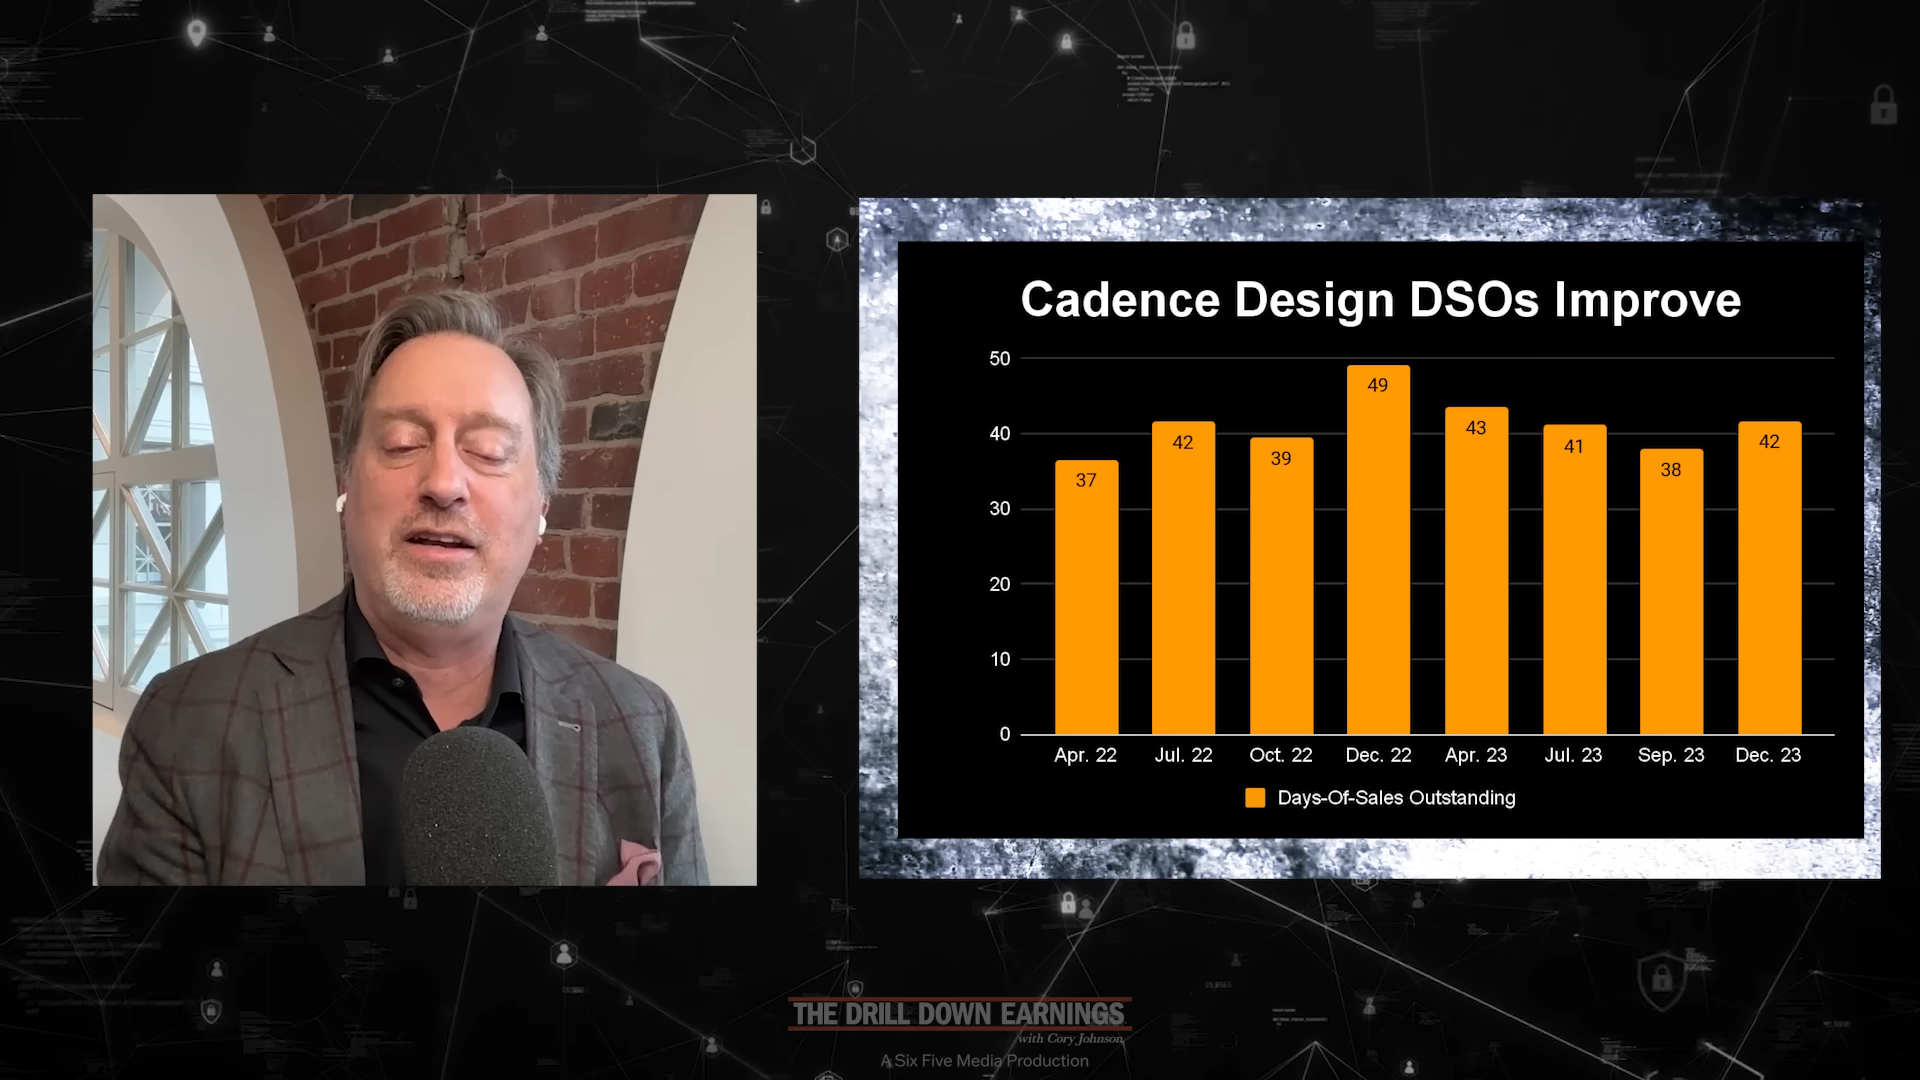 Cadence Design DSOs Improve
50
40
30
20
10
0
37
42
39
49
43
41
38
42
Apr. 22
Jul. 22
Oct. 22
Dec. 22
Apr. 23
Jul. 23
Sep. 23
Dec. 23
Days-Of-Sales Outstanding
THE DRILL DOWN EARNINGS
with Cory Johnson
A Six Five Media Production